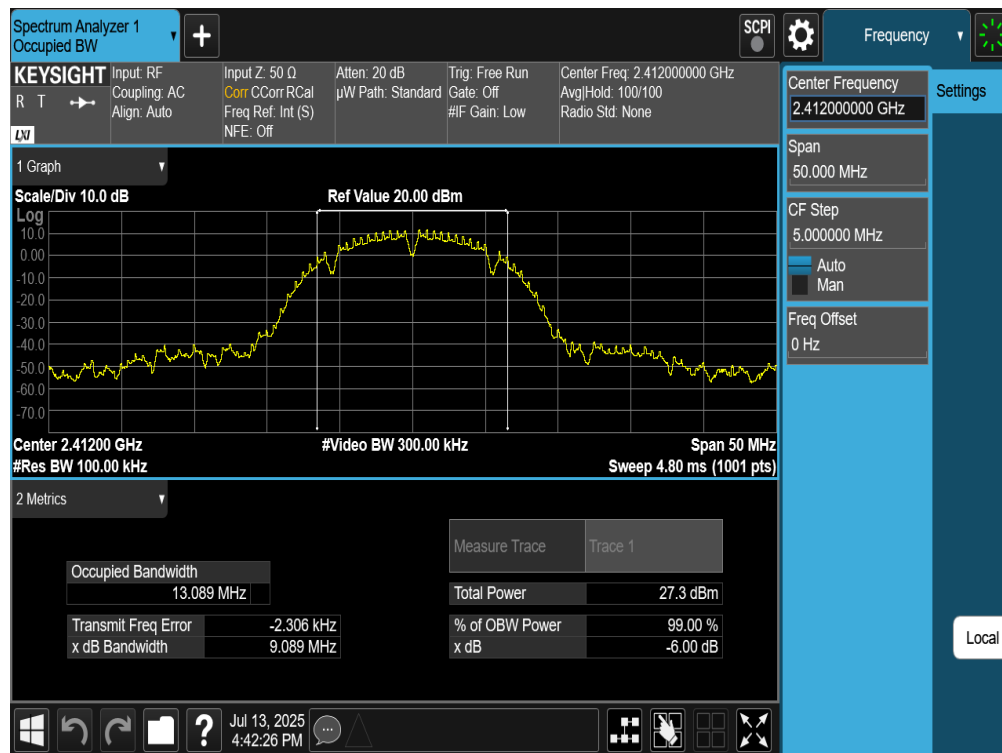 Spectrum Analyzer 1
Occupied BW
+
SCPI
Frequency
KEYSIGHT
R T
LXI
Input: RF
Coupling: AC
Align: Auto
Input Z: 50 Ω
Corr CCorr RCal
Freq Ref: Int (S)
NFE: Off
Atten: 20 dB
µW Path: Standard
Trig: Free Run
Gate: Off
#IF Gain: Low
Center Freq: 2.412000000 GHz
Avg|Hold: 100/100
Radio Std: None
Center Frequency
2.412000000 GHz
Settings
Span
50.000 MHz
CF Step
5.000000 MHz
Auto
Man
Freq Offset
0 Hz
Local
1 Graph
Scale/Div 10.0 dB
Ref Value 20.00 dBm
Log
10.0
0.00
-10.0
-20.0
-30.0
-40.0
-50.0
-60.0
-70.0
Center 2.41200 GHz
#Video BW 300.00 kHz
Span 50 MHz
#Res BW 100.00 kHz
Sweep 4.80 ms (1001 pts)
2 Metrics
Measure Trace
Trace 1
Occupied Bandwidth
13.089 MHz
Total Power
27.3 dBm
Transmit Freq Error
-2.306 kHz
% of OBW Power
99.00 %
x dB Bandwidth
9.089 MHz
x dB
-6.00 dB
?
Jul 13, 2025
4:42:26 PM